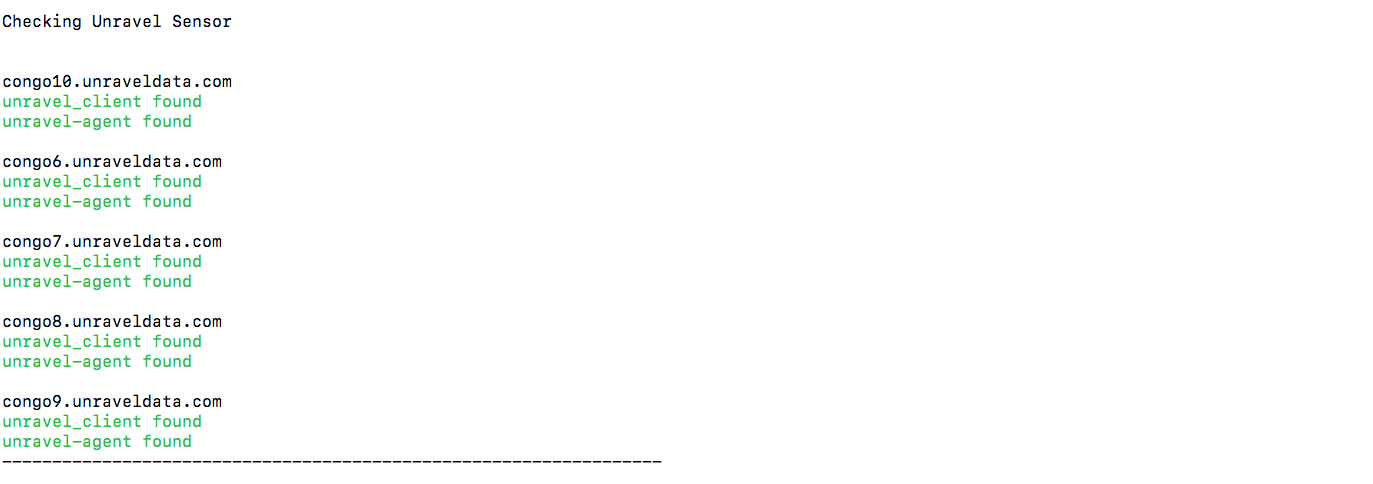 Checking Unravel Sensor
congo10.unraveldata.com
unravel_client found
unravel-agent found
congo6.unraveldata.com
unravel_client found
unravel-agent found
congo7.unraveldata.com
unravel_client found
unravel-agent found
congo8.unraveldata.com
unravel_client found
unravel-agent found
congo9.unraveldata.com
unravel_client found
unravel-agent found
------------------------------------------------------------------